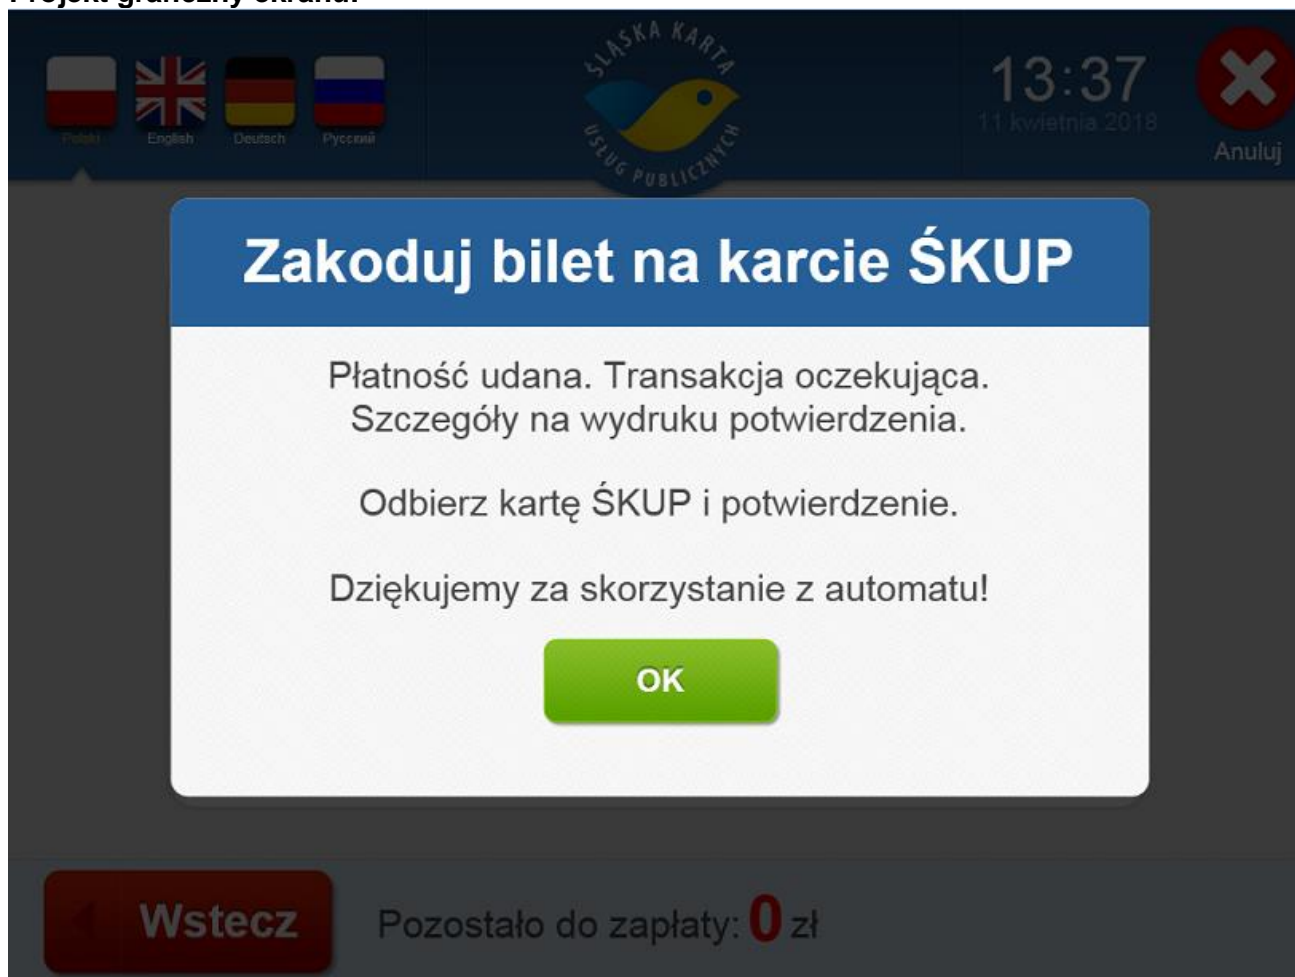 Projekt graficzny ekranu:
ŚLĄSKA KARTA
USŁUG PUBLICZNYCH
Polski English Deutsch Русский
13:37
11 kwietnia 2018
Anuluj
Zakoduj bilet na karcie ŚKUP
Płatność udana. Transakcja oczekująca.
Szczegóły na wydruku potwierdzenia.
Odbierz kartę ŚKUP i potwierdzenie.
Dziękujemy za skorzystanie z automatu!
OK
Wstecz
Pozostało do zapłaty: 0 zł